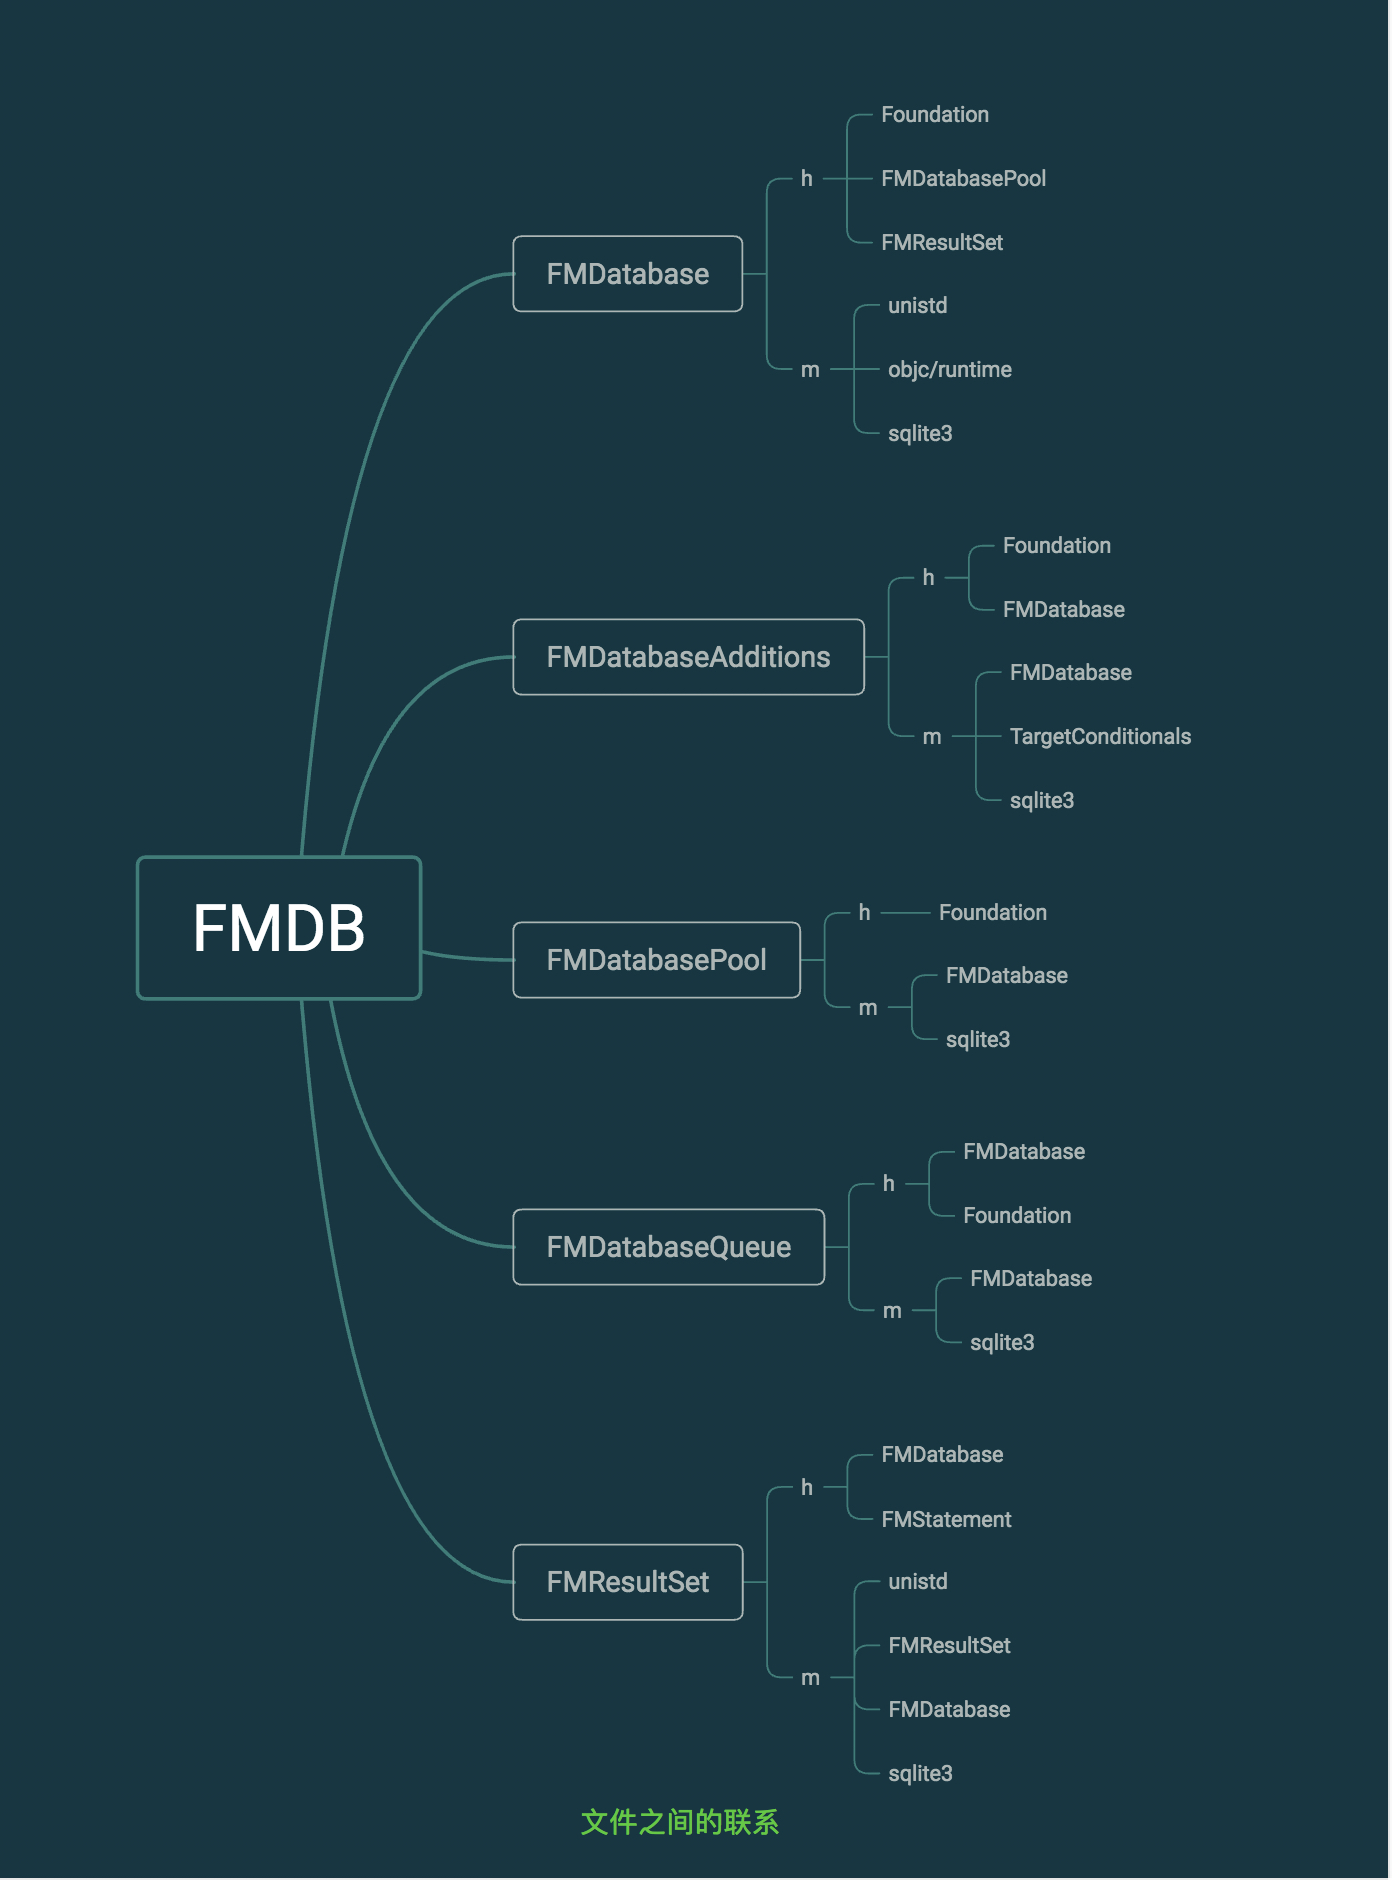 FMDB
FMDatabase
h
Foundation
FMDatabasePool
FMResultSet
m
unistd
objc/runtime
sqlite3
FMDatabaseAdditions
h
Foundation
FMDatabase
m
FMDatabase
TargetConditionals
sqlite3
FMDatabasePool
h
Foundation
m
FMDatabase
sqlite3
FMDatabaseQueue
h
FMDatabase
Foundation
m
FMDatabase
sqlite3
FMResultSet
h
FMDatabase
FMStatement
m
unistd
FMResultSet
FMDatabase
sqlite3
文件之间的联系